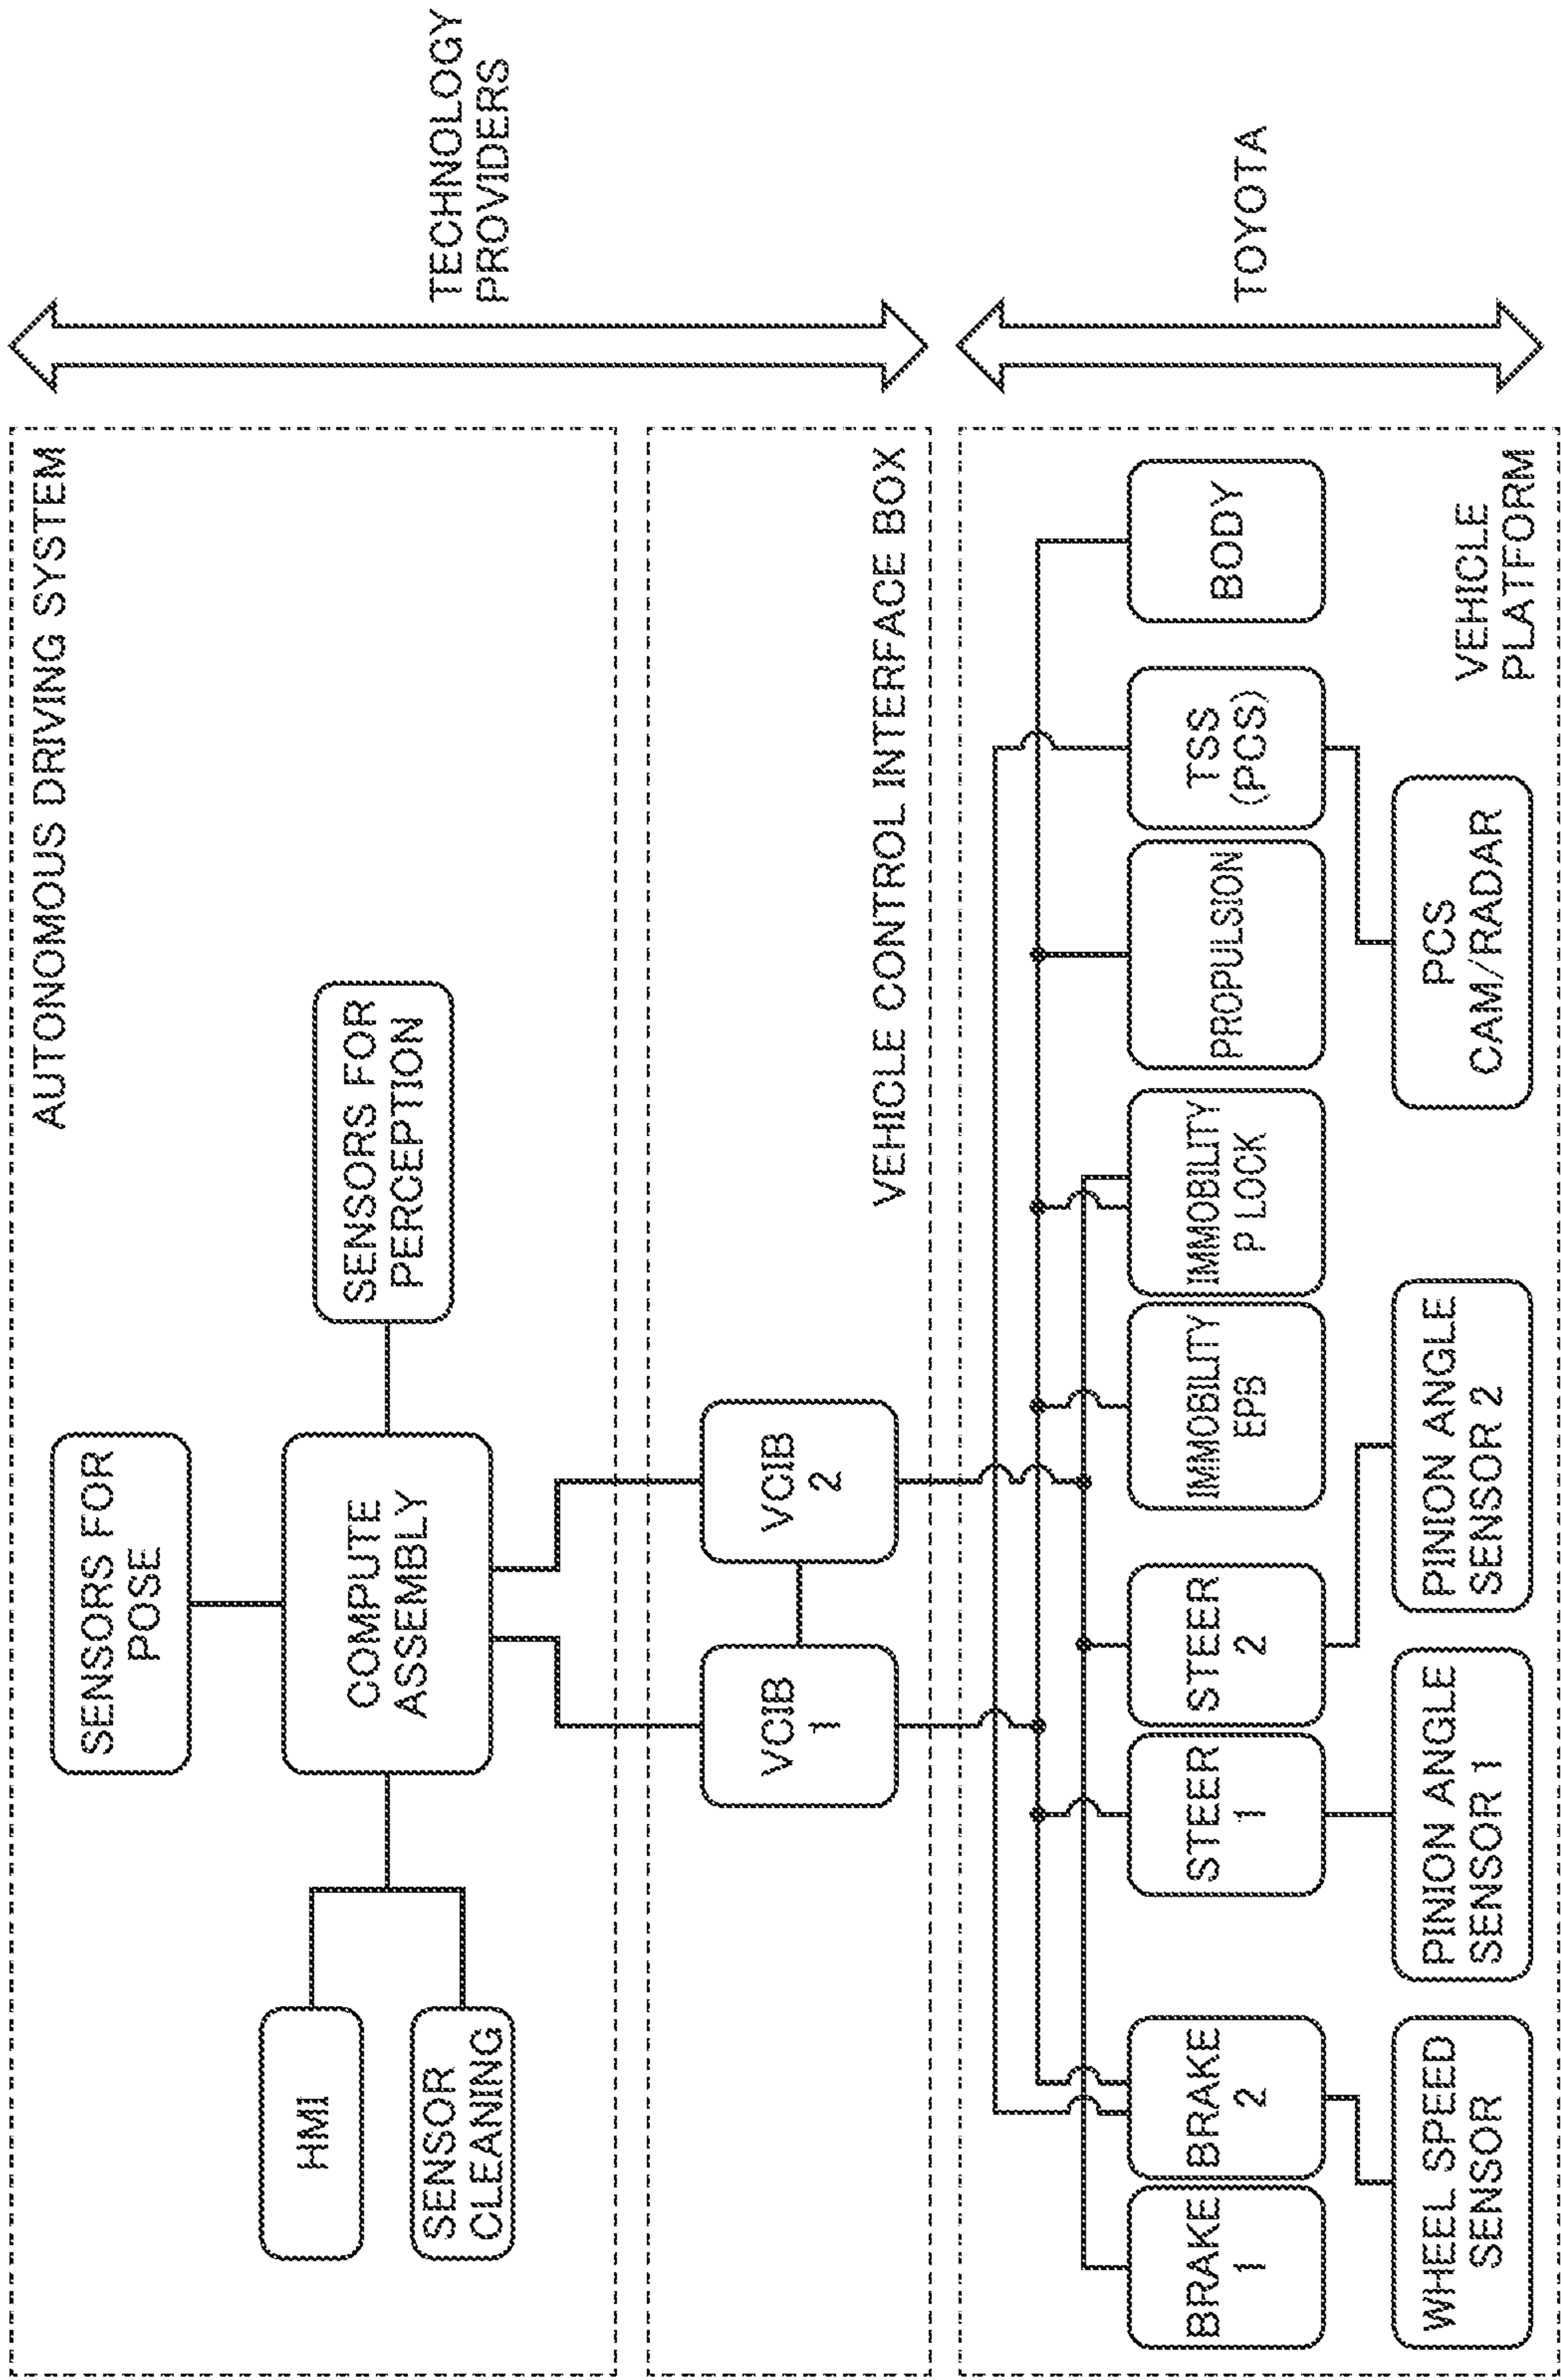 AUTONOMOUS DRIVING SYSTEM
SENSORS FOR
POSE
HMI
SENSOR
CLEANING
COMPUTE
ASSEMBLY
SENSORS FOR
PERCEPTION
TECHNOLOGY
PROVIDERS
VCIB
1
VCIB
2
VEHICLE CONTROL INTERFACE BOX
BRAKE
1
BRAKE
2
STEER
1
STEER
2
IMMOBILITY
EPB
IMMOBILITY
P LOCK
PROPULSION
TSS
(PCS)
BODY
TOYOTA
WHEEL SPEED
SENSOR
PINION ANGLE
SENSOR 1
PINION ANGLE
SENSOR 2
PCS
CAM/RADAR
VEHICLE
PLATFORM